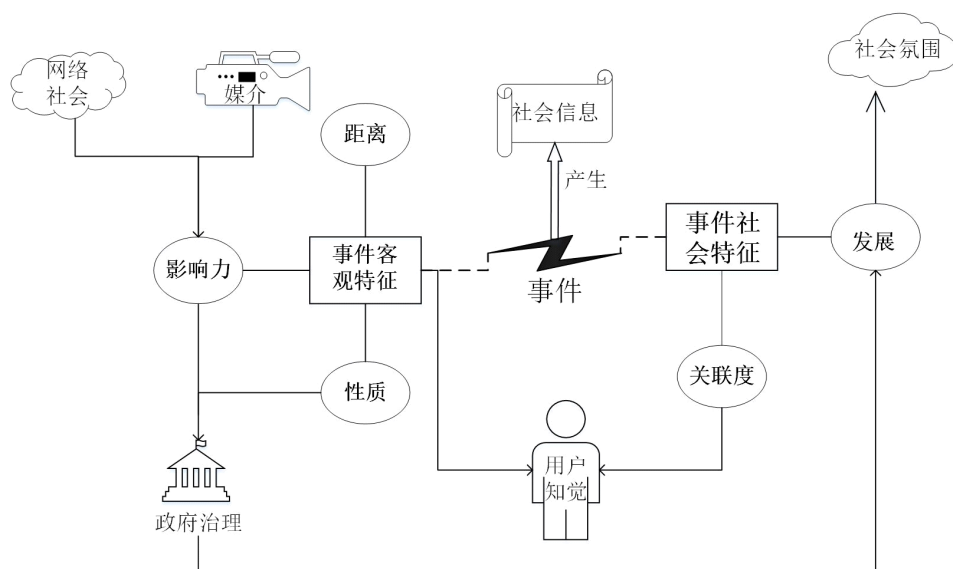 网络
社会
媒介
距离
社会信息
社会氛围
产生
影响力
事件客
观特征
事件
事件社
会特征
发展
性质
关联度
用户
知觉
政府治理